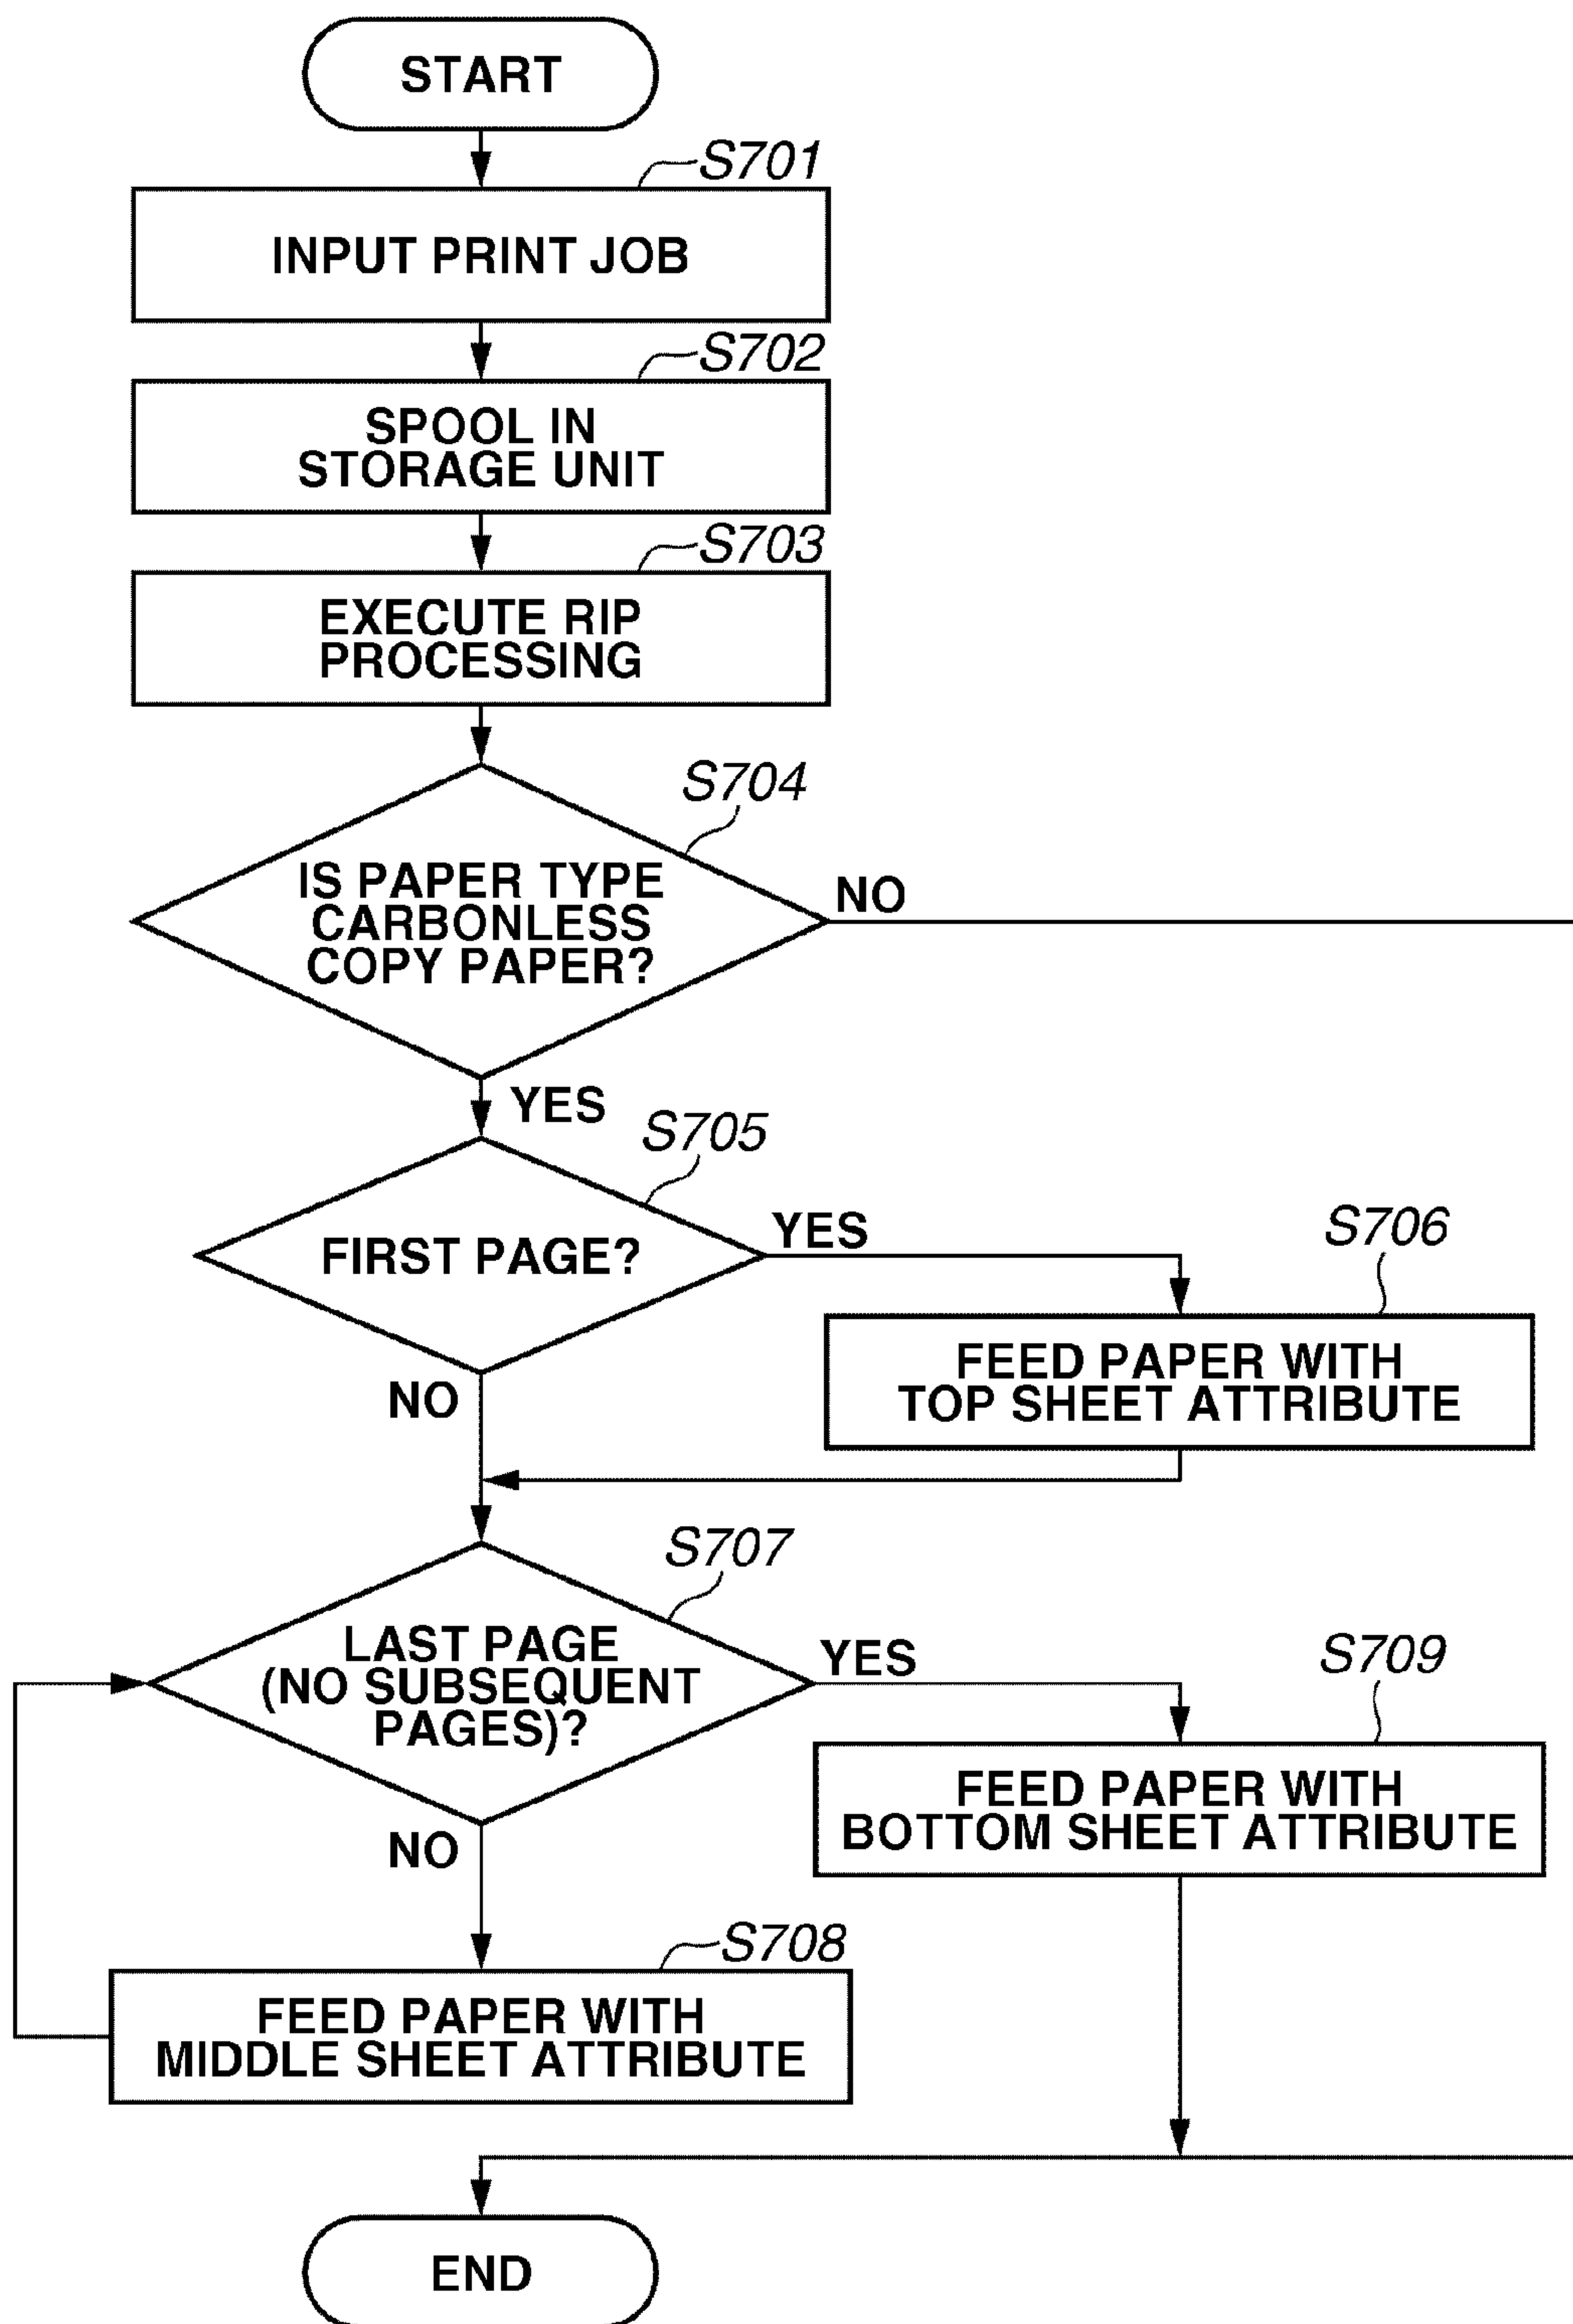 START
S701
INPUT PRINT JOB
S702
SPOOL IN
STORAGE UNIT
S703
EXECUTE RIP
PROCESSING
S704
IS PAPER TYPE
CARBONLESS
COPY PAPER?
NO
YES
S705
FIRST PAGE?
YES
S706
FEED PAPER WITH
TOP SHEET ATTRIBUTE
NO
S707
LAST PAGE
(NO SUBSEQUENT
PAGES)?
YES
S709
FEED PAPER WITH
BOTTOM SHEET ATTRIBUTE
NO
S708
FEED PAPER WITH
MIDDLE SHEET ATTRIBUTE
END